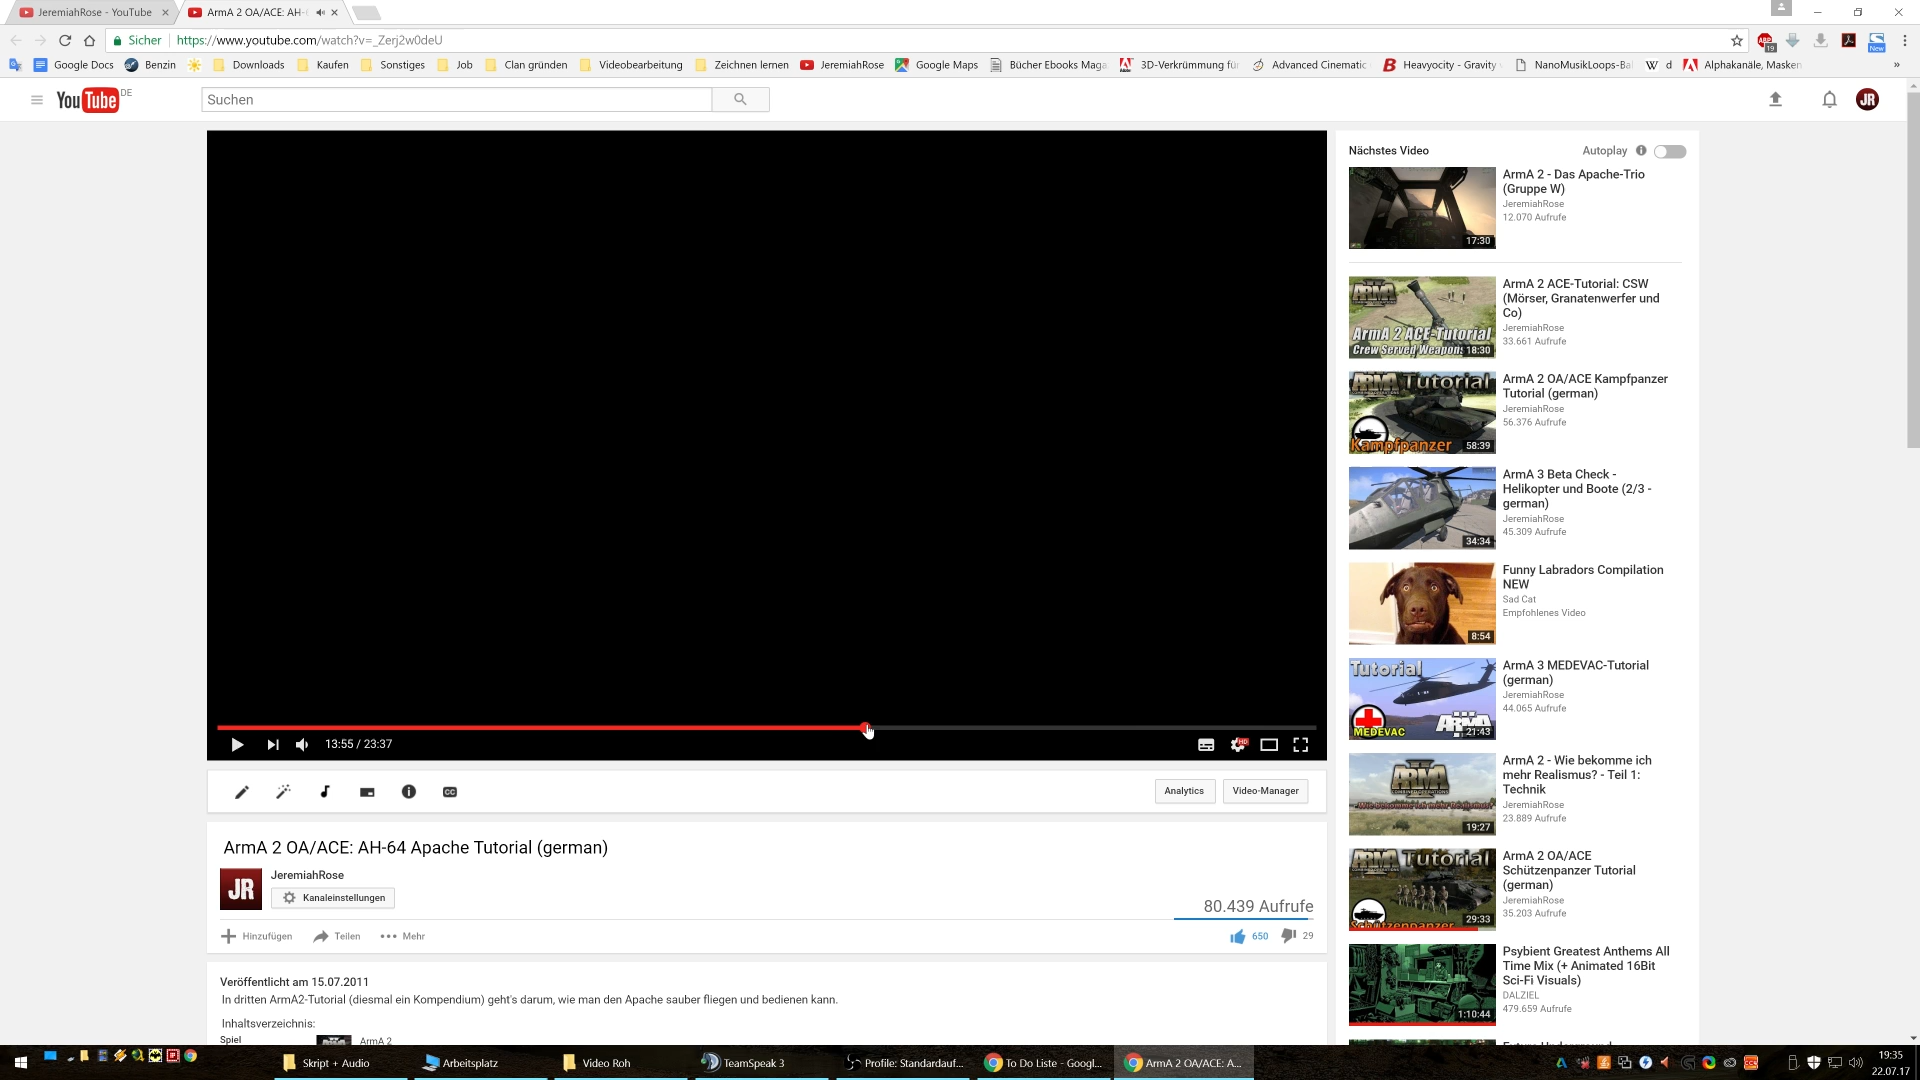 JeremiahRose - YouTube
ArmA 2 OA/ACE: AH-
Sicher
https://www.youtube.com/watch?v=_Zerj2w0deU
ABP
19
New
Google Docs
Benzin
Downloads
Kaufen
Sonstiges
Job
Clan gründen
Videobearbeitung
Zeichnen lernen
JeremiahRose
Google Maps
Bücher Ebooks Maga
3D-Verkrümmung für
Advanced Cinematic
Heavyocity - Gravity
NanoMusikLoops-Ba
W d
Alphakanäle, Masken
»
YouTube DE
Suchen
JR
13:55 / 23:37
HD
Nächstes Video
Autoplay
ArmA 2 - Das Apache-Trio
(Gruppe W)
JeremiahRose
12.070 Aufrufe
17:30
ArmA 2 ACE-Tutorial: CSW
(Mörser, Granatenwerfer und
Co)
JeremiahRose
33.661 Aufrufe
ArmA 2 ACE-Tutorial
Crew Served Weapons
18:30
ArmA 2 OA/ACE Kampfpanzer
Tutorial (german)
JeremiahRose
56.376 Aufrufe
ARMA Tutorial
Kampfpanzer
58:39
ArmA 3 Beta Check -
Helikopter und Boote (2/3 -
german)
JeremiahRose
45.309 Aufrufe
34:34
Funny Labradors Compilation
NEW
Sad Cat
Empfohlenes Video
8:54
ArmA 3 MEDEVAC-Tutorial
(german)
JeremiahRose
44.065 Aufrufe
Tutorial
MEDEVAC
ARMA
21:43
ArmA 2 - Wie bekomme ich
mehr Realismus? - Teil 1:
Technik
JeremiahRose
23.889 Aufrufe
ARMA
19:27
ArmA 2 OA/ACE
Schützenpanzer Tutorial
(german)
JeremiahRose
35.203 Aufrufe
ARMA Tutorial
Schützenpanzer
29:33
Psybient Greatest Anthems All
Time Mix (+ Animated 16Bit
Sci-Fi Visuals)
DALZIEL
479.659 Aufrufe
1:10:44
CC
Analytics
Video-Manager
ArmA 2 OA/ACE: AH-64 Apache Tutorial (german)
JR
JeremiahRose
Kanaleinstellungen
80.439 Aufrufe
Hinzufügen
Teilen
Mehr
650
29
Veröffentlicht am 15.07.2011
In dritten ArmA2-Tutorial (diesmal ein Kompendium) geht's darum, wie man den Apache sauber fliegen und bedienen kann.
Inhaltsverzeichnis:
Spiel
ArmA 2
Skript + Audio
Arbeitsplatz
Video Roh
TeamSpeak 3
Profile: Standardauf...
To Do Liste - Googl...
ArmA 2 OA/ACE: A...
19:35
22.07.17